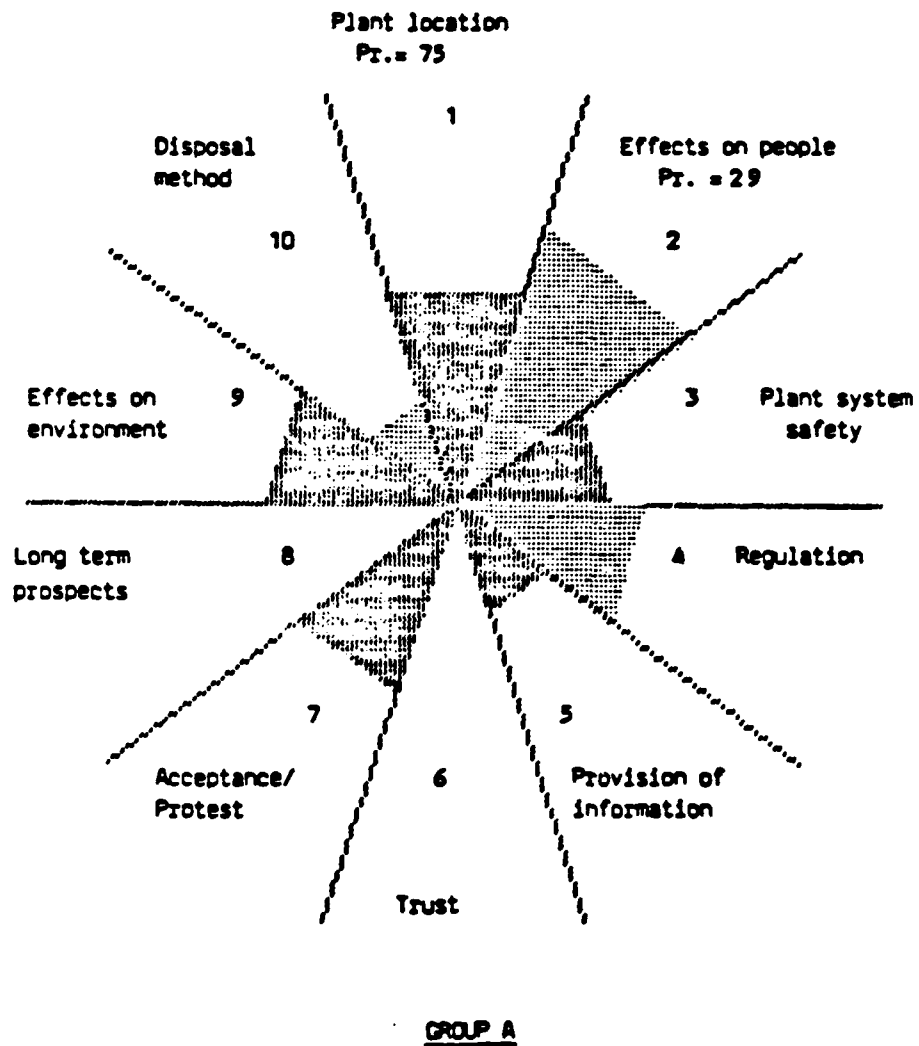 Plant location
Pr.= 75
1
Disposal
method
10
Effects on people
Pr. = 29
2
Effects on
environment
9
3
Plant system
safety
Long term
prospects
8
4
Regulation
7
Acceptance/
Protest
6
5
Provision of
information
Trust
GROUP A